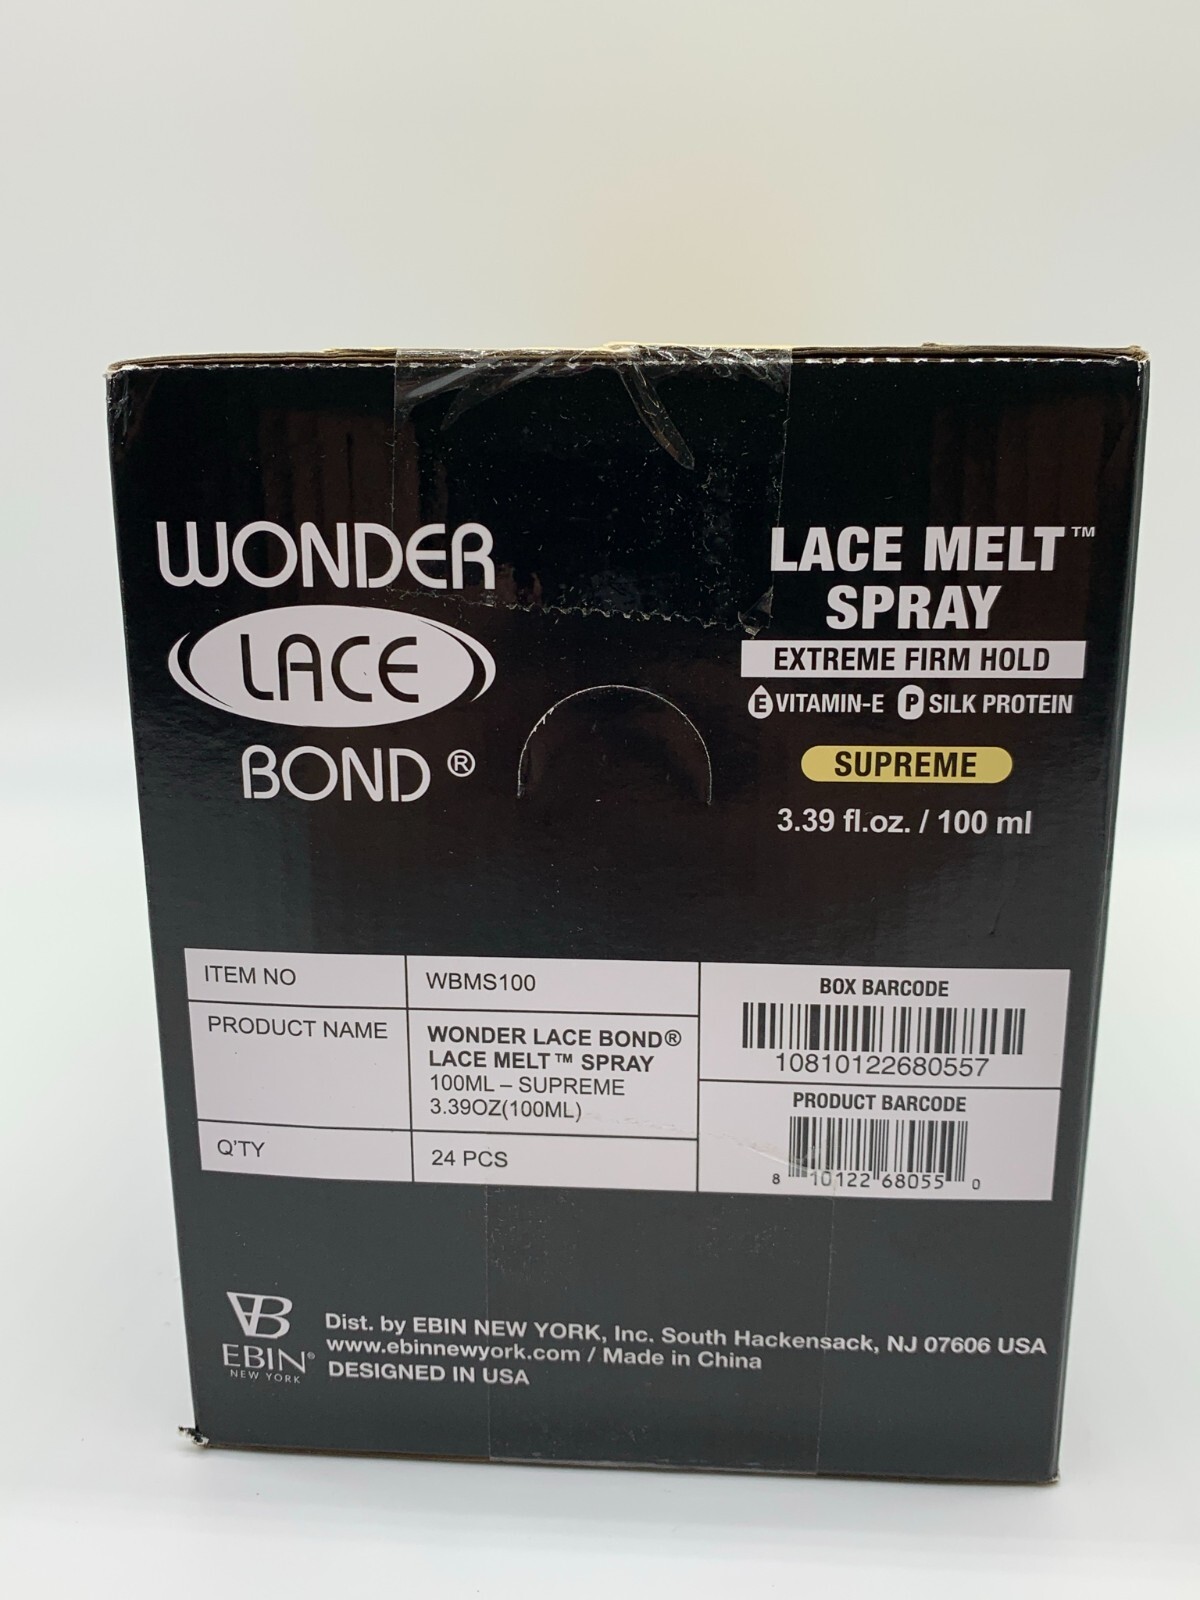 WONDER
LACE
BOND®
LACE MELT™
SPRAY
EXTREME FIRM HOLD
E VITAMIN-E P SILK PROTEIN
SUPREME
3.39 fl.oz. / 100 ml
ITEM NO WBMS100
PRODUCT NAME WONDER LACE BOND®
LACE MELT™ SPRAY
100ML – SUPREME
3.39OZ(100ML)
Q'TY 24 PCS
BOX BARCODE
10810122680557
PRODUCT BARCODE
8 10122 68055 0
EBIN®
NEW YORK
Dist. by EBIN NEW YORK, Inc. South Hackensack, NJ 07606 USA
www.ebinnewyork.com / Made in China
DESIGNED IN USA